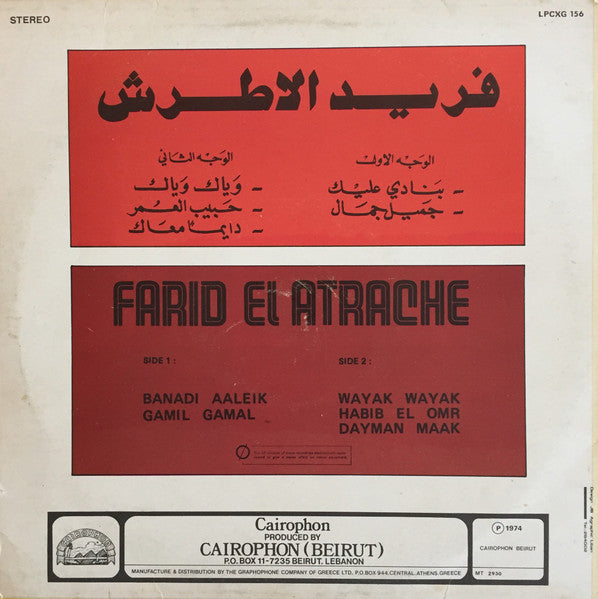 STEREO
LPCXG 156
فريد الاطرش
الوجه الاول
- بنادي عليك
- جميل جمال
الوجه الثاني
- وياك وياك
- حبيب العمر
- دايما معاك
FARID EL ATRACHE
SIDE 1 :
BANADI AALEIK
GAMIL GAMAL
SIDE 2 :
WAYAK WAYAK
HABIB EL OMR
DAYMAN MAAK
Cairophon
PRODUCED BY
CAIROPHON (BEIRUT)
P.O. BOX 11-7235 BEIRUT. LEBANON
MANUFACTURE & DISTRIBUTION BY THE GRAPHOPHONE COMPANY OF GREECE LTD. P.O.BOX 944.CENTRAL.ATHENS.GREECE
℗ 1974
CAIROPHON BEIRUT
MT 2930